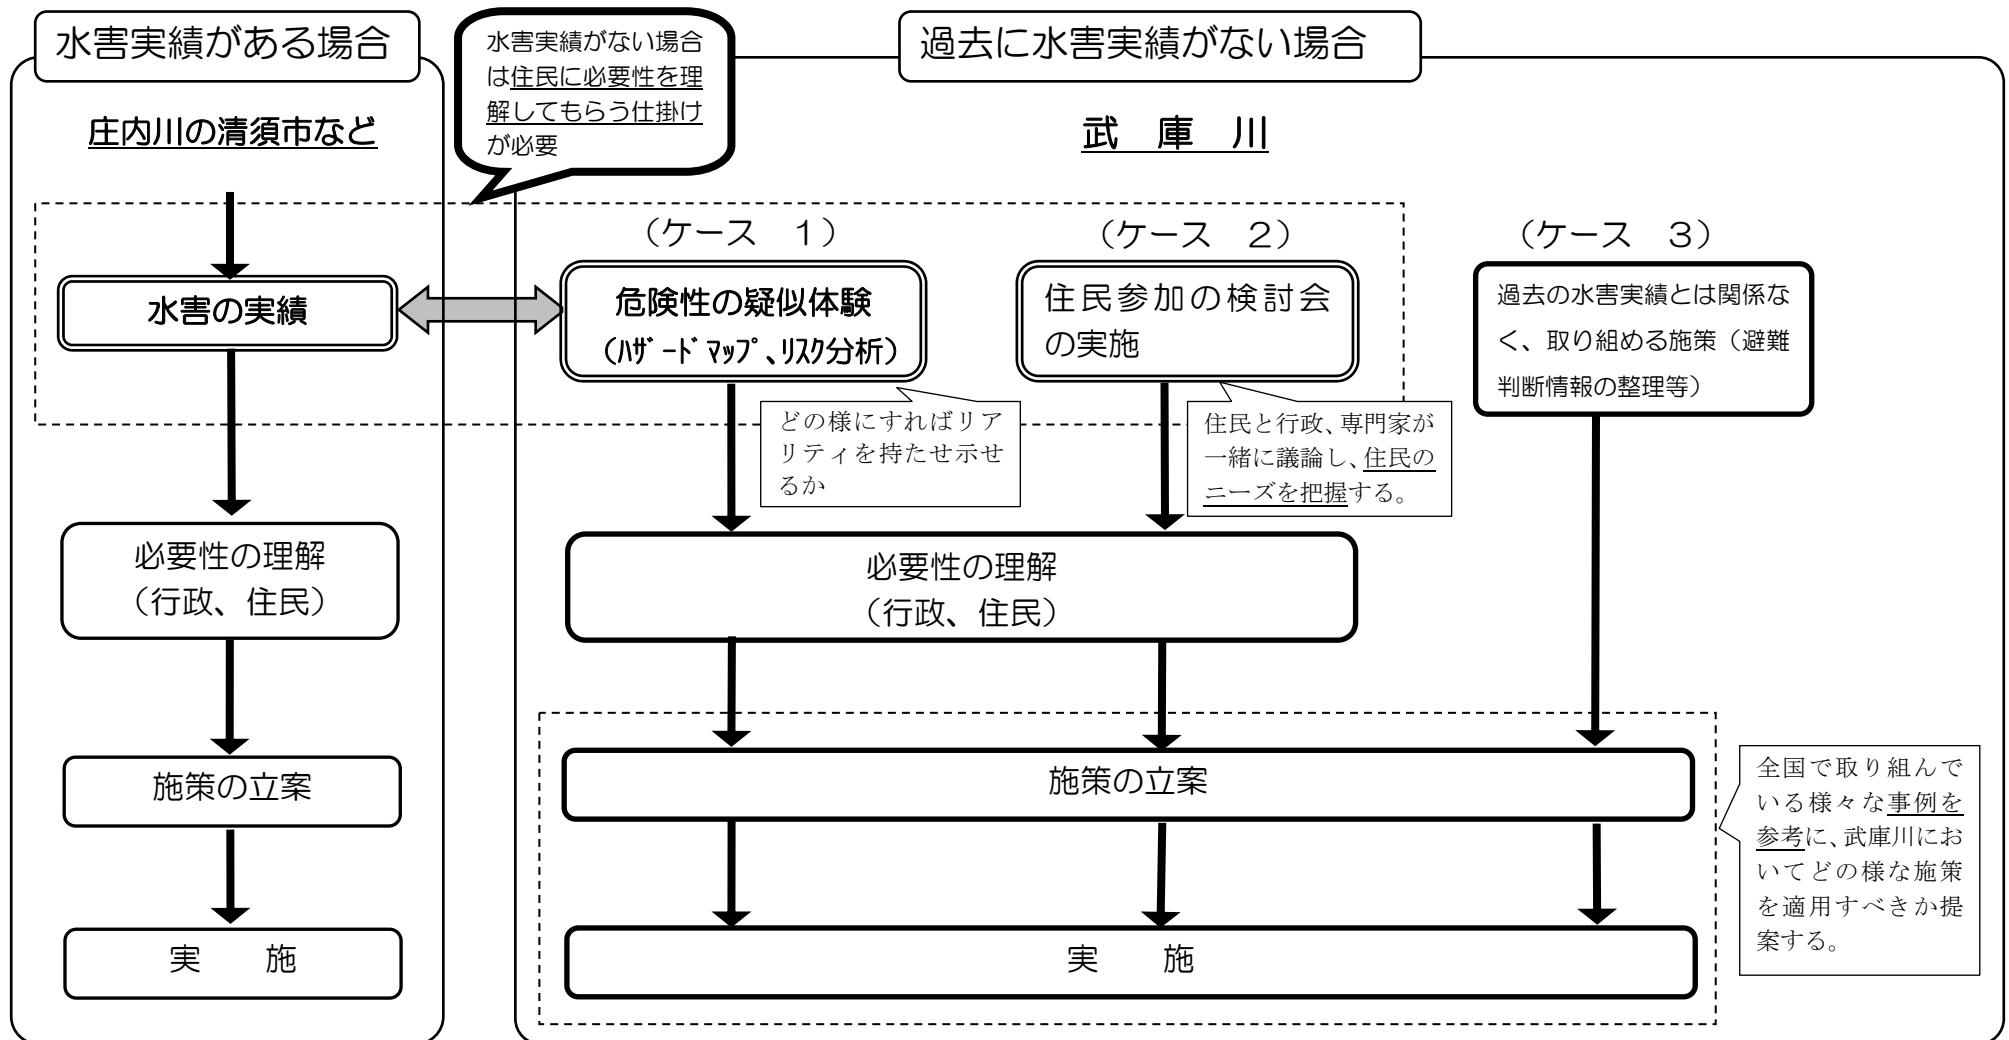 水害実績がある場合
庄内川の清須市など
水害の実績
必要性の理解
（行政、住民）
施策の立案
実　施
水害実績がない場合
は住民に必要性を理
解してもらう仕掛け
が必要
過去に水害実績がない場合
武　庫　川
（ケース　１）
危険性の疑似体験
（ﾊｻﾞｰﾄﾞﾏｯﾌﾟ、ﾘｽｸ分析）
どの様にすればリア
リティを持たせ示せ
るか
（ケース　２）
住民参加の検討会
の実施
住民と行政、専門家が
一緒に議論し、住民の
ニーズを把握する。
（ケース　３）
過去の水害実績とは関係な
く、取り組める施策（避難
判断情報の整理等）
必要性の理解
（行政、住民）
施策の立案
実　施
全国で取り組んで
いる様々な事例を
参考に、武庫川にお
いてどの様な施策
を適用すべきか提
案する。